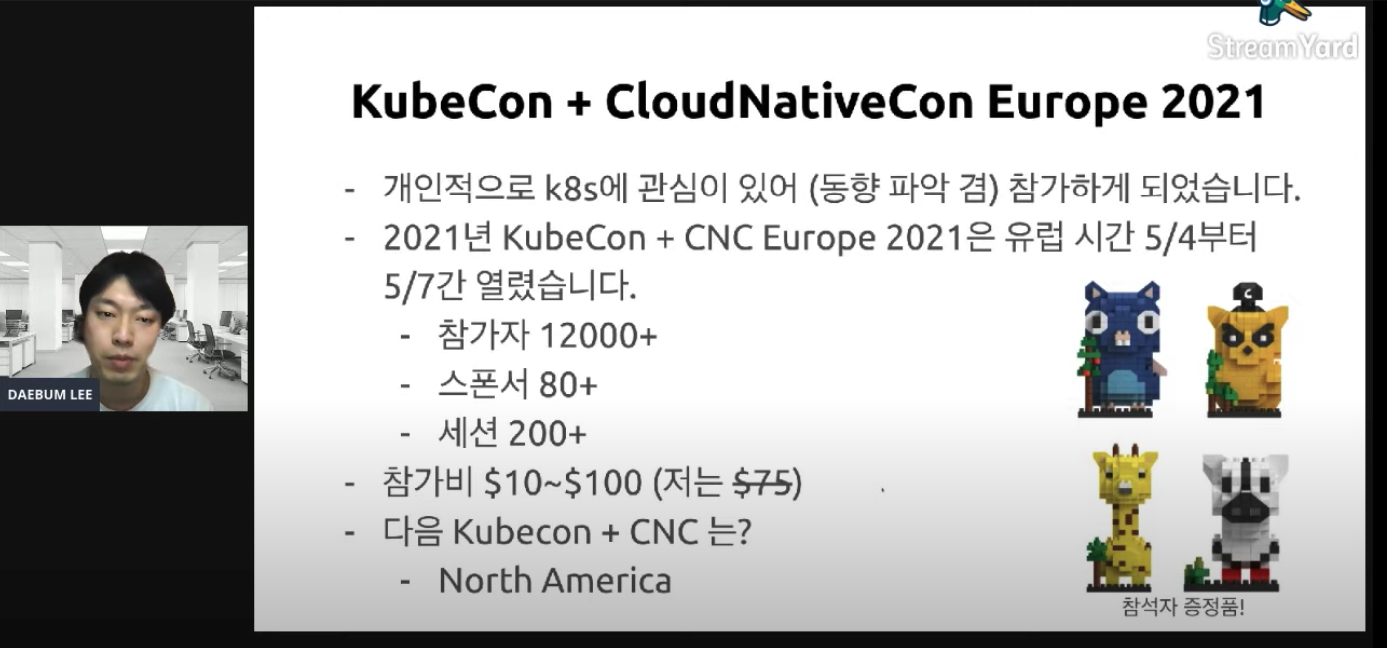 StreamYard
KubeCon + CloudNativeCon Europe 2021
- 개인적으로 k8s에 관심이 있어 (동향 파악 겸) 참가하게 되었습니다.
- 2021년 KubeCon + CNC Europe 2021은 유럽 시간 5/4부터
5/7간 열렸습니다.
- 참가자 12000+
- 스폰서 80+
- 세션 200+
- 참가비 $10~$100 (저는 $75)
- 다음 Kubecon + CNC 는?
- North America
참석자 증정품!
DAEBUM LEE